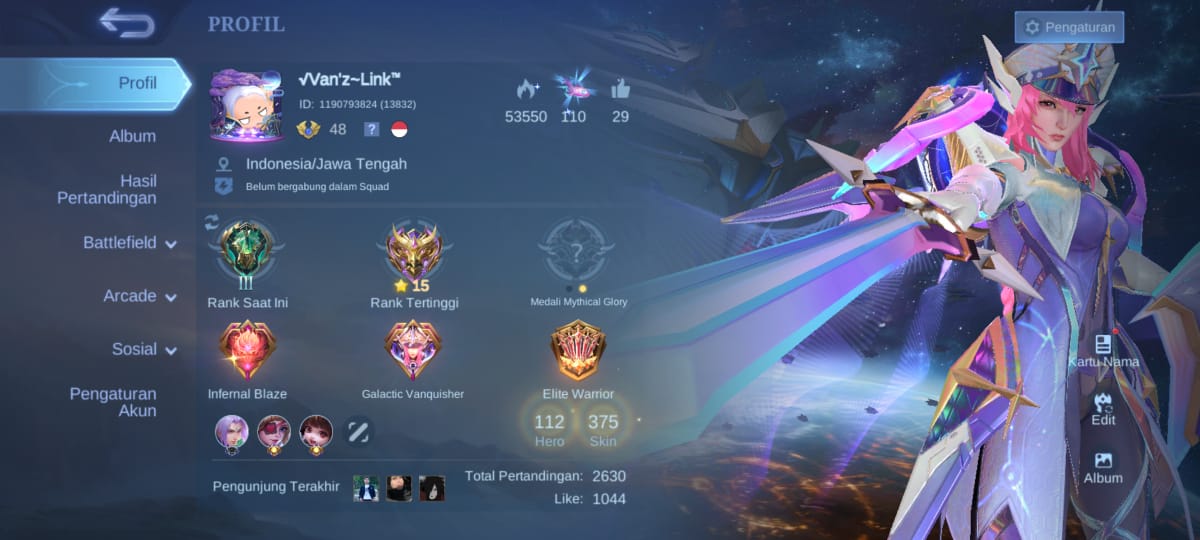 PROFIL
Pengaturan
Profil
Album
Hasil
Pertandingan
Battlefield
Arcade
Sosial
Pengaturan
Akun
√Van'z~Link™
ID: 1190793824 (13832)
48
?
53550
110
29
Indonesia/Jawa Tengah
Belum bergabung dalam Squad
III
Rank Saat Ini
15
Rank Tertinggi
?
Medali Mythical Glory
Infernal Blaze
Galactic Vanquisher
Elite Warrior
112
Hero
375
Skin
Pengunjung Terakhir
Total Pertandingan: 2630
Like: 1044
Kartu Nama
Edit
Album